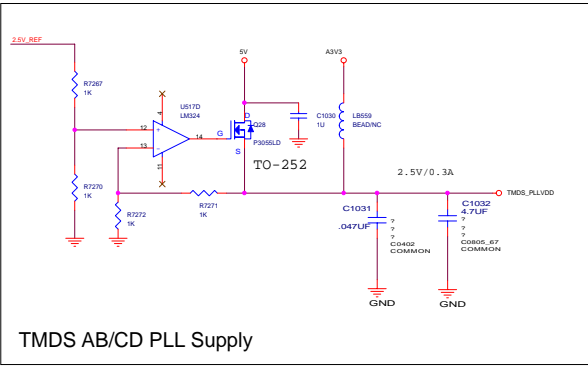 2.5V_REF
5V
A3V3
R7267
1K
U517D
LM324
4
12
+
13
-
14
11
G
D
S
Q28
P3055LD
TO-252
C1030
1U
LB559
BEAD/NC
R7270
1K
R7272
1K
R7271
1K
2.5V/0.3A
TMDS_PLLVDD
C1031
.047UF
?
?
?
C0402
COMMON
C1032
4.7UF
?
?
?
C0805_67
COMMON
GND
GND
TMDS AB/CD PLL Supply